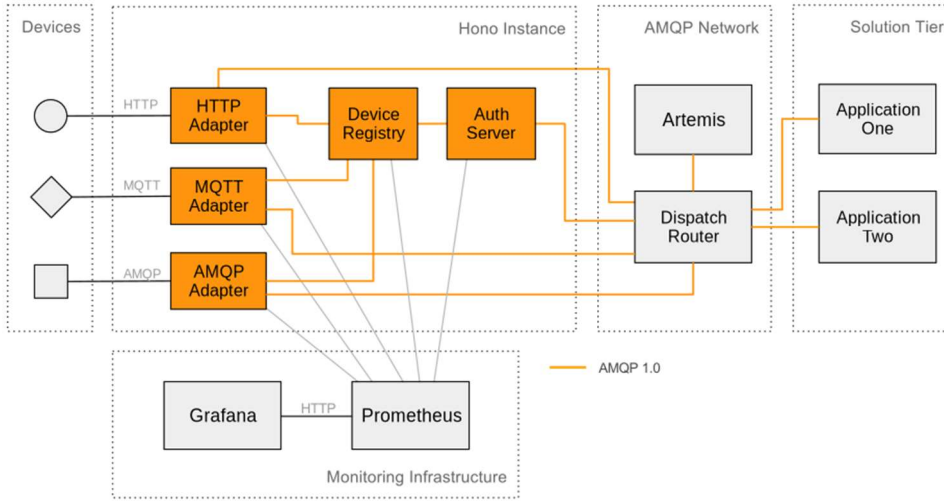 Devices
Hono Instance
AMQP Network
Solution Tier
HTTP
HTTP
Adapter
Device
Registry
Auth
Server
Artemis
Application
One
MQTT
MQTT
Adapter
Dispatch
Router
Application
Two
AMQP
AMQP
Adapter
AMQP 1.0
Grafana
HTTP
Prometheus
Monitoring Infrastructure